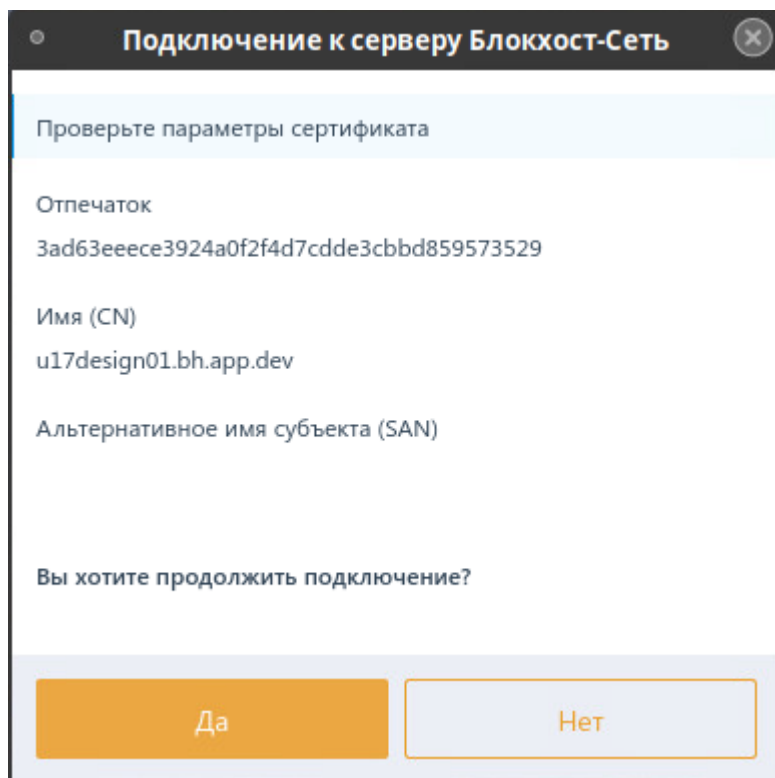 Подключение к серверу Блокхост-Сеть
Проверьте параметры сертификата
Отпечаток
3ad63eeece3924a0f2f4d7cdde3cbbd859573529
Имя (CN)
u17design01.bh.app.dev
Альтернативное имя субъекта (SAN)
Вы хотите продолжить подключение?
Да
Нет